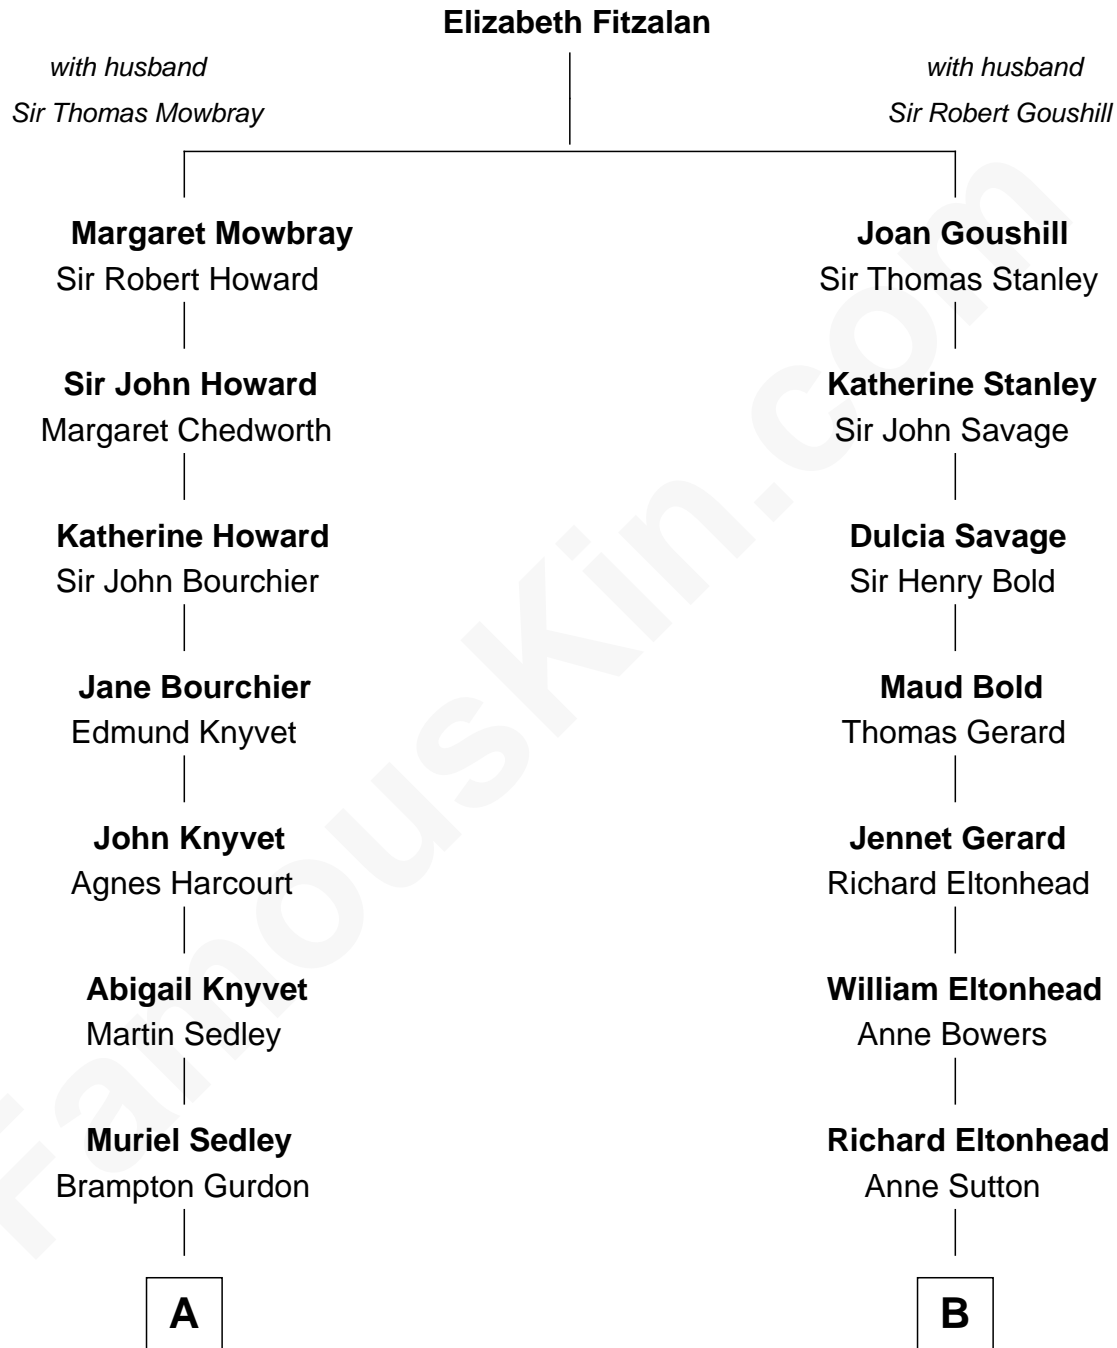 Elizabeth Fitzalan
with husband
Sir Thomas Mowbray
with husband
Sir Robert Goushill
Margaret Mowbray
Sir Robert Howard
Joan Goushill
Sir Thomas Stanley
Sir John Howard
Margaret Chedworth
Katherine Stanley
Sir John Savage
Katherine Howard
Sir John Bourchier
Dulcia Savage
Sir Henry Bold
Jane Bourchier
Edmund Knyvet
Maud Bold
Thomas Gerard
John Knyvet
Agnes Harcourt
Jennet Gerard
Richard Eltonhead
Abigail Knyvet
Martin Sedley
William Eltonhead
Anne Bowers
Muriel Sedley
Brampton Gurdon
Richard Eltonhead
Anne Sutton
A
B
FamousKin.com